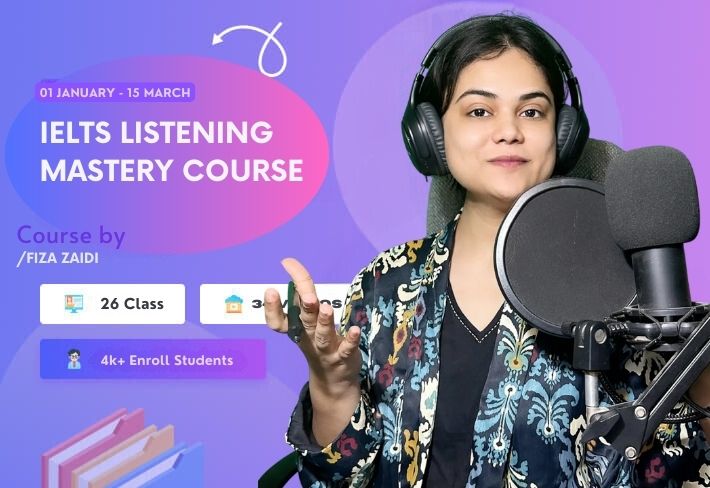 01 JANUARY - 15 MARCH
IELTS LISTENING
MASTERY COURSE
Course by
/FIZA ZAIDI
26 Class
4k+ Enroll Students